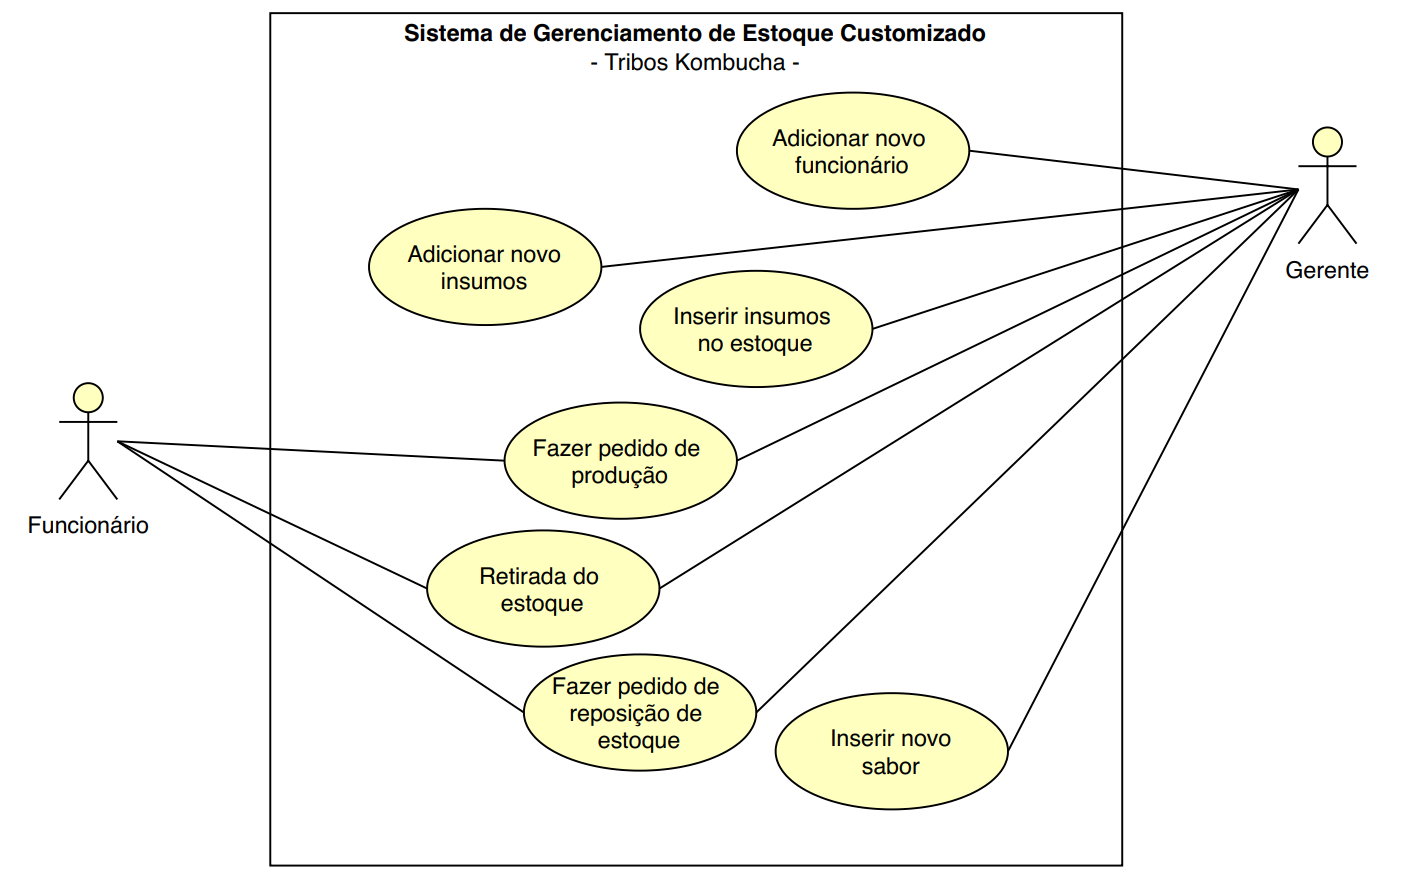 Sistema de Gerenciamento de Estoque Customizado
- Tribos Kombucha -
Adicionar novo
funcionário
Gerente
Adicionar novo
insumos
Inserir insumos
no estoque
Fazer pedido de
produção
Funcionário
Retirada do
estoque
Fazer pedido de
reposição de
estoque
Inserir novo
sabor